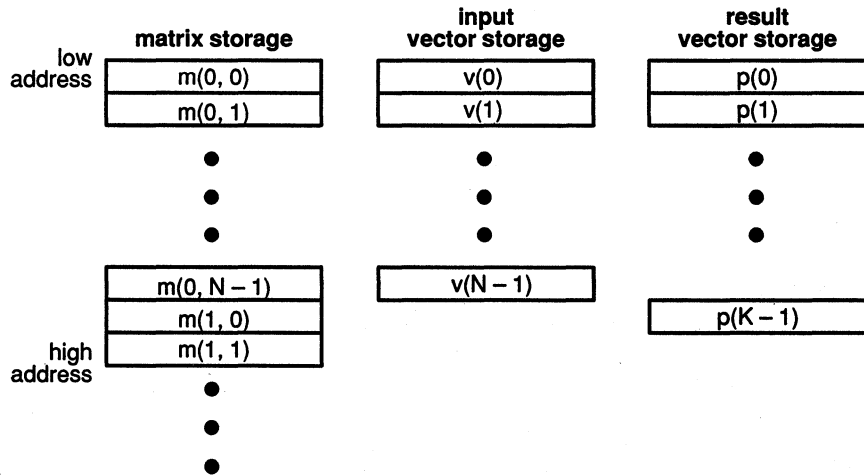 matrix storage
input
vector storage
result
vector storage
low
address
m(0, 0)
m(0, 1)
v(0)
v(1)
p(0)
p(1)
m(0, N – 1)
m(1, 0)
m(1, 1)
v(N – 1)
p(K – 1)
high
address